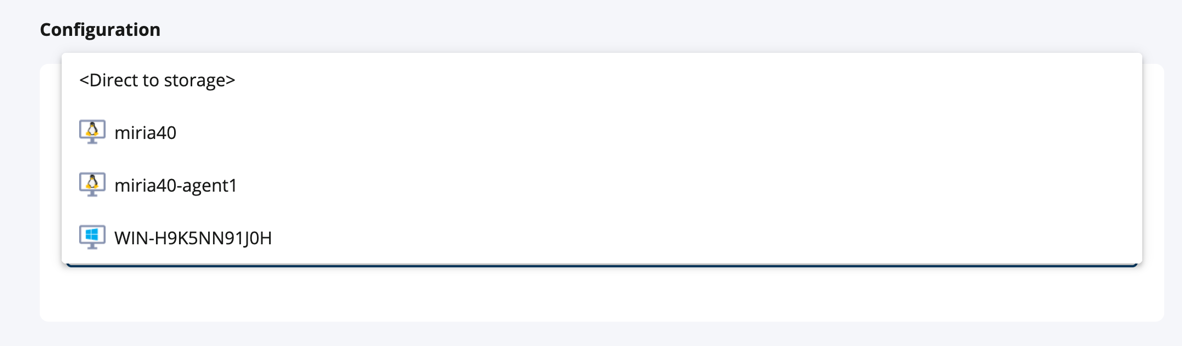 Configuration
<Direct to storage>
miria40
miria40-agent1
WIN-H9K5NN91J0H